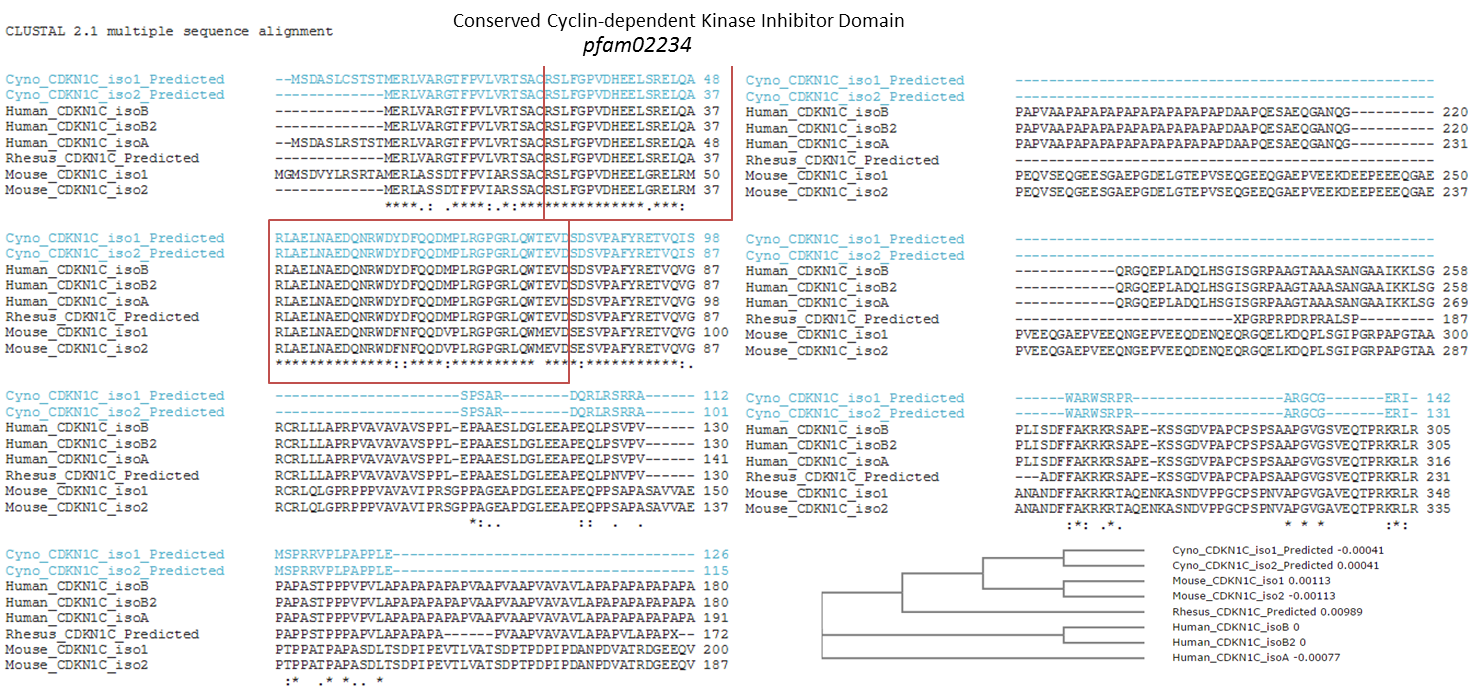 Conserved Cyclin-dependent Kinase Inhibitor Domain
pfam02234
CLUSTAL 2.1 multiple sequence alignment
Cyno_CDKN1C_iso1_Predicted --MSDASLCSTSTMERLVARGTFPVLVRTSACRSLFGPVDHEELSRELQA 48
Cyno_CDKN1C_iso2_Predicted -------------MERLVARGTFPVLVRTSACRSLFGPVDHEELSRELQA 37
Human_CDKN1C_isoB -------------MERLVARGTFPVLVRTSACRSLFGPVDHEELSRELQA 37
Human_CDKN1C_isoB2 -------------MERLVARGTFPVLVRTSACRSLFGPVDHEELSRELQA 37
Human_CDKN1C_isoA --MSDASLRSTSTMERLVARGTFPVLVRTSACRSLFGPVDHEELSRELQA 48
Rhesus_CDKN1C_Predicted -------------MERLVARGTFPVLVRTSACRSLFGPVDHEELSRELQA 37
Mouse_CDKN1C_iso1 MGMSDVYLRSRTAMERLASSDTFPVIARSSACRSLFGPVDHEELGRELRM 50
Mouse_CDKN1C_iso2 -------------MERLASSDTFPVIARSSACRSLFGPVDHEELGRELRM 37
****.: .****:.*:***************.***:
Cyno_CDKN1C_iso1_Predicted RLAELNAEDQNRWDYDFQQDMPLRGPGRLQWTEVDSDSVPAFYRETVQIS 98
Cyno_CDKN1C_iso2_Predicted RLAELNAEDQNRWDYDFQQDMPLRGPGRLQWTEVDSDSVPAFYRETVQIS 87
Human_CDKN1C_isoB RLAELNAEDQNRWDYDFQQDMPLRGPGRLQWTEVDSDSVPAFYRETVQVG 87
Human_CDKN1C_isoB2 RLAELNAEDQNRWDYDFQQDMPLRGPGRLQWTEVDSDSVPAFYRETVQVG 87
Human_CDKN1C_isoA RLAELNAEDQNRWDYDFQQDMPLRGPGRLQWTEVDSDSVPAFYRETVQVG 98
Rhesus_CDKN1C_Predicted RLAELNAEDQNRWDYDFQQDMPLRGPGRLQWTEVDSDSVPAFYRETVQVG 87
Mouse_CDKN1C_iso1 RLAELNAEDQNRWDFNFQQDVPLRGPGRLQWMEVDSESVPAFYRETVQVG 100
Mouse_CDKN1C_iso2 RLAELNAEDQNRWDFNFQQDVPLRGPGRLQWMEVDSESVPAFYRETVQVG 87
**************::****:********** ****:***********:.
Cyno_CDKN1C_iso1_Predicted ----------------------SPSAR--------DQRLRSRRA------ 112
Cyno_CDKN1C_iso2_Predicted ----------------------SPSAR--------DQRLRSRRA------ 101
Human_CDKN1C_isoB RCRLLLAPRPVAVAVAVSPPL-EPAAESLDGLEEAPEQLPSVPV------ 130
Human_CDKN1C_isoB2 RCRLLLAPRPVAVAVAVSPPL-EPAAESLDGLEEAPEQLPSVPV------ 130
Human_CDKN1C_isoA RCRLLLAPRPVAVAVAVSPPL-EPAAESLDGLEEAPEQLPSVPV------ 141
Rhesus_CDKN1C_Predicted RCRLLLAPRPVAVAVAVSPPL-EPAAESLDGLEEAPEQLPNVPV------ 130
Mouse_CDKN1C_iso1 RCRLQLGPRPPPVAVAVIPRSGPPAGEAPDGLEEAPEQPPSAPASAVVAE 150
Mouse_CDKN1C_iso2 RCRLQLGPRPPPVAVAVIPRSGPPAGEAPDGLEEAPEQPPSAPASAVVAE 137
*:.. :: . .
Cyno_CDKN1C_iso1_Predicted MSPRRVPLPAPPLE------------------------------------ 126
Cyno_CDKN1C_iso2_Predicted MSPRRVPLPAPPLE------------------------------------ 115
Human_CDKN1C_isoB PAPASTPPPVPVLAPAPAPAPAPVAAPVAAPVAVAVLAPAPAPAPAPAPA 180
Human_CDKN1C_isoB2 PAPASTPPPVPVLAPAPAPAPAPVAAPVAAPVAVAVLAPAPAPAPAPAPA 180
Human_CDKN1C_isoA PAPASTPPPVPVLAPAPAPAPAPVAAPVAAPVAVAVLAPAPAPAPAPAPA 191
Rhesus_CDKN1C_Predicted PAPPSTPAPVPVLAPAPAPA------PVAAPVAVAVLAPAPVLAPAPX-- 172
Mouse_CDKN1C_iso1 PTPPATPAPASDLTSDPIPEVTLVATSDPTPDPIPDANPDVATRDGEEQV 200
Mouse_CDKN1C_iso2 PTPPATPAPASDLTSDPIPEVTLVATSDPTPDPIPDANPDVATRDGEEQV 187
:* .* *.. *
Cyno_CDKN1C_iso1_Predicted --------------------------------------------------
Cyno_CDKN1C_iso2_Predicted --------------------------------------------------
Human_CDKN1C_isoB PAPVAAPAPAPAPAPAPAPAPAPAPDAAPQESAEQGANQG---------- 220
Human_CDKN1C_isoB2 PAPVAAPAPAPAPAPAPAPAPAPAPDAAPQESAEQGANQG---------- 220
Human_CDKN1C_isoA PAPVAAPAPAPAPAPAPAPAPAPAPDAAPQESAEQGANQG---------- 231
Rhesus_CDKN1C_Predicted --------------------------------------------------
Mouse_CDKN1C_iso1 PEQVSEQGEESGAEPGDELGTEPVSEQGEEQGAEPVEEKDEEPEEEQGAE 250
Mouse_CDKN1C_iso2 PEQVSEQGEESGAEPGDELGTEPVSEQGEEQGAEPVEEKDEEPEEEQGAE 237
Cyno_CDKN1C_iso1_Predicted --------------------------------------------------
Cyno_CDKN1C_iso2_Predicted --------------------------------------------------
Human_CDKN1C_isoB ------------QRGQEPLADQLHSGISGRPAAGTAAASANGAAIKKLSG 258
Human_CDKN1C_isoB2 ------------QRGQEPLADQLHSGISGRPAAGTAAASANGAAIKKLSG 258
Human_CDKN1C_isoA ------------QRGQEPLADQLHSGISGRPAAGTAAASANGAAIKKLSG 269
Rhesus_CDKN1C_Predicted --------------------------XPGRPRPDRPRALSP--------- 187
Mouse_CDKN1C_iso1 PVEEQGAEPVEEQNGEPVEEQDENQEQRGQELKDQPLSGIPGRPAPGTAA 300
Mouse_CDKN1C_iso2 PVEEQGAEPVEEQNGEPVEEQDENQEQRGQELKDQPLSGIPGRPAPGTAA 287
Cyno_CDKN1C_iso1_Predicted ------WARWSRPR------------------ARGCG-------ERI- 142
Cyno_CDKN1C_iso2_Predicted ------WARWSRPR------------------ARGCG-------ERI- 131
Human_CDKN1C_isoB PLISDFFAKRKRSAPE-KSSGDVPAPCPSPSAAPGVGSVEQTPRKRLR 305
Human_CDKN1C_isoB2 PLISDFFAKRKRSAPE-KSSGDVPAPCPSPSAAPGVGSVEQTPRKRLR 305
Human_CDKN1C_isoA PLISDFFAKRKRSAPE-KSSGDVPAPCPSPSAAPGVGSVEQTPRKRLR 316
Rhesus_CDKN1C_Predicted ---ADFFAKRKRSAPE-KSSGDVPAPCPSPSAAPGVGSVEQTPRKRLR 231
Mouse_CDKN1C_iso1 ANANDFFAKRKRTAQENKASNDVPPGCPSPNVAPGVGAVEQTPRKRLR 348
Mouse_CDKN1C_iso2 ANANDFFAKRKRTAQENKASNDVPPGCPSPNVAPGVGAVEQTPRKRLR 335
:*: .*. * * * :*:
Cyno_CDKN1C_iso1_Predicted -0.00041
Cyno_CDKN1C_iso2_Predicted 0.00041
Mouse_CDKN1C_iso1 0.00113
Mouse_CDKN1C_iso2 -0.00113
Rhesus_CDKN1C_Predicted 0.00989
Human_CDKN1C_isoB 0
Human_CDKN1C_isoB2 0
Human_CDKN1C_isoA -0.00077